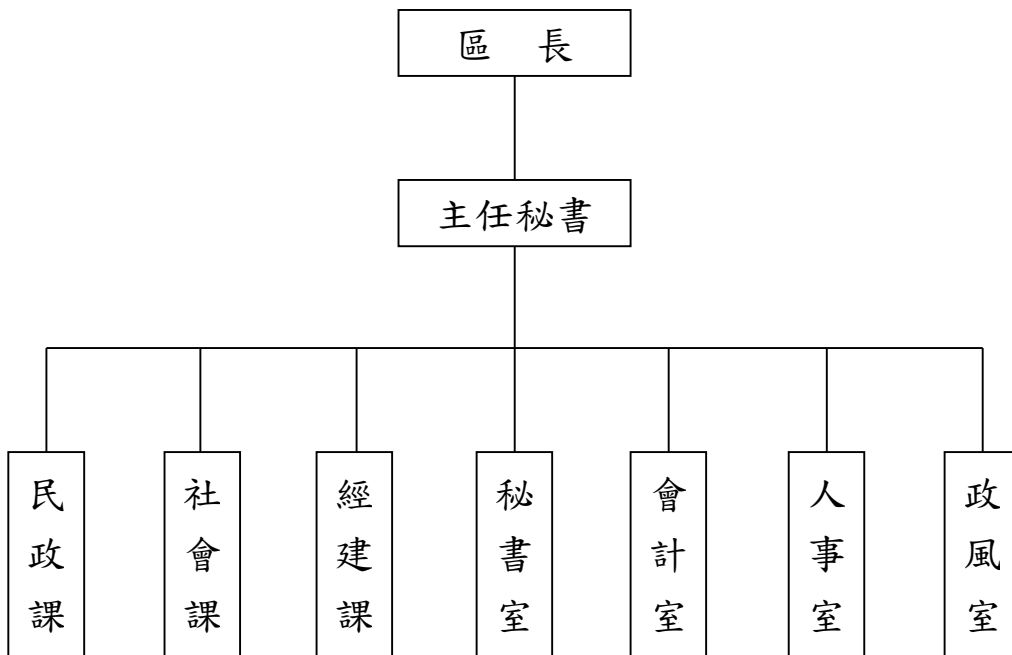 區 長
主任秘書
民政課
社會課
經建課
秘書室
會計室
人事室
政風室